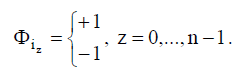 Φ_{i_z} = { +1 −1 , z = 0,...,n − 1.